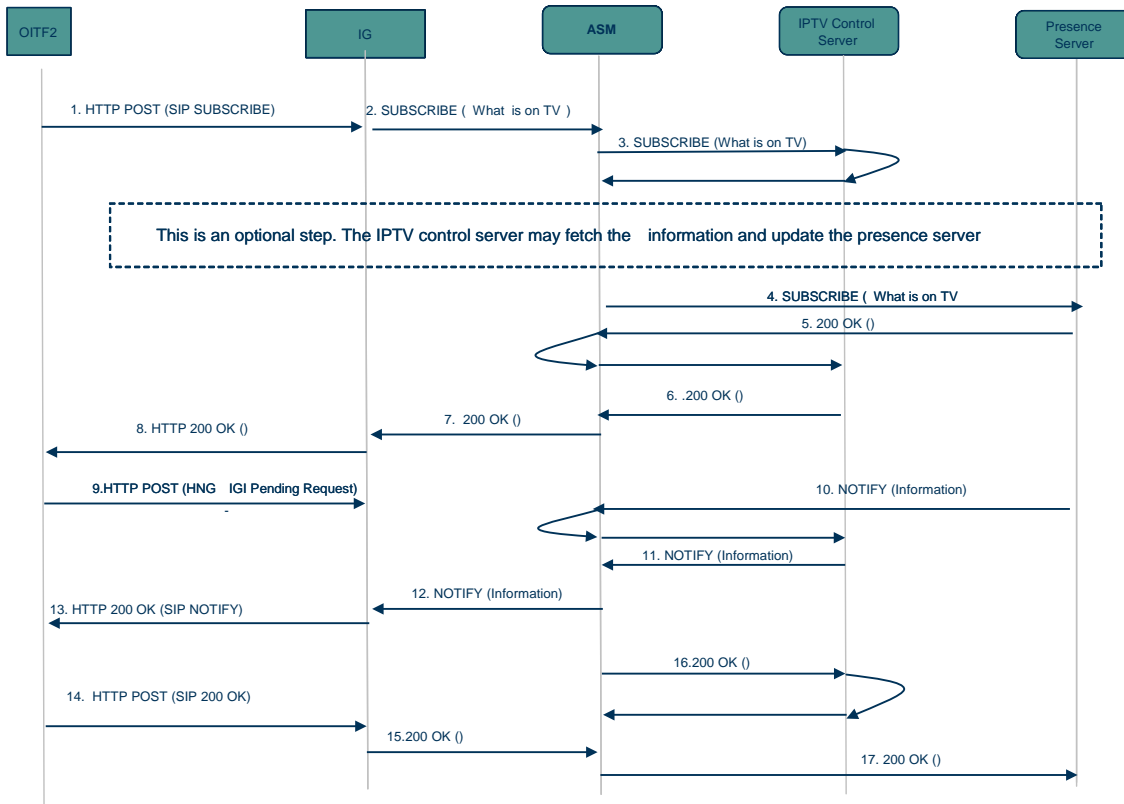 OITF2
IG
ASM
IPTV Control
Server
Presence
Server
1. HTTP POST (SIP SUBSCRIBE)
2. SUBSCRIBE ( What is on TV )
3. SUBSCRIBE (What is on TV)
This is an optional step. The IPTV control server may fetch the information and update the presence server
4. SUBSCRIBE ( What is on TV
5. 200 OK ()
6. .200 OK ()
7. 200 OK ()
8. HTTP 200 OK ()
9.HTTP POST (HNG IGI Pending Request)
-
10. NOTIFY (Information)
11. NOTIFY (Information)
12. NOTIFY (Information)
13. HTTP 200 OK (SIP NOTIFY)
16.200 OK ()
14. HTTP POST (SIP 200 OK)
15.200 OK ()
17. 200 OK ()